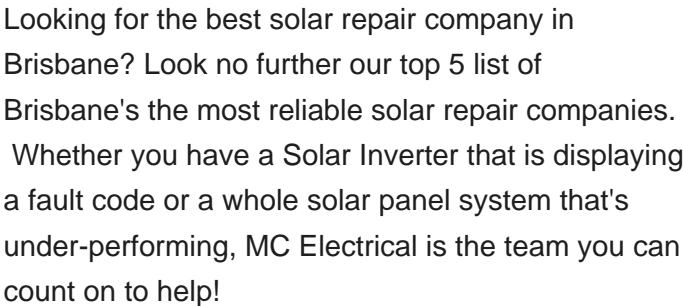 Looking for the best solar repair company in
Brisbane? Look no further our top 5 list of
Brisbane's the most reliable solar repair companies.
Whether you have a Solar Inverter that is displaying
a fault code or a whole solar panel system that's
under-performing, MC Electrical is the team you can
count on to help!